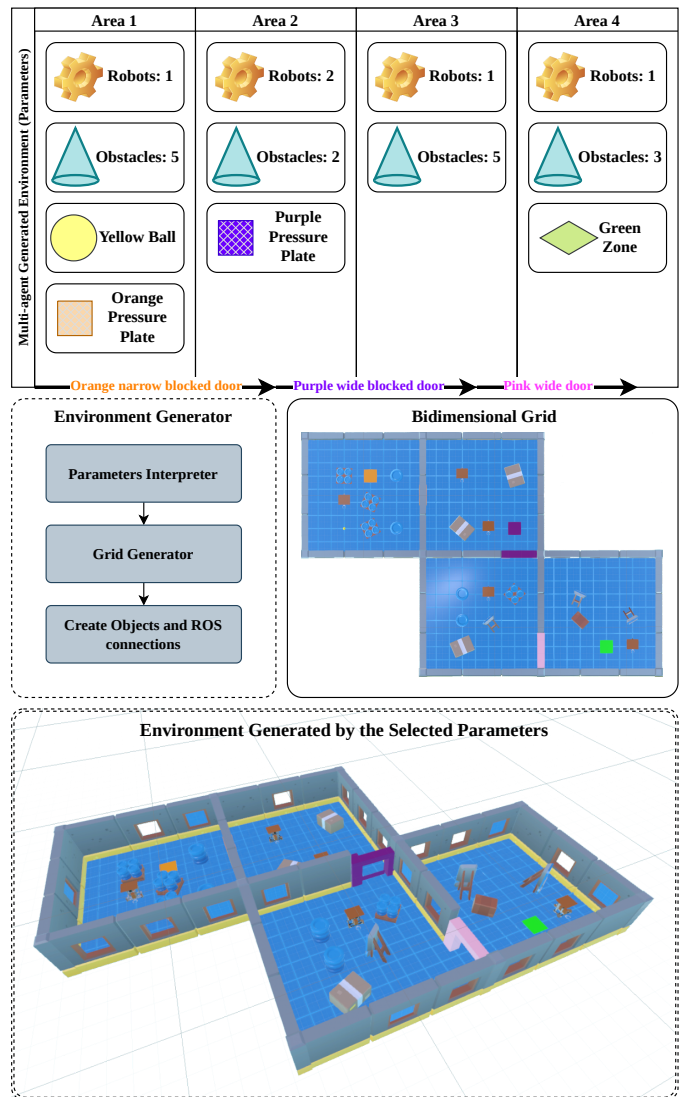 Multi-agent Generated Environment (Parameters)
Area 1
Area 2
Area 3
Area 4
Robots: 1
Robots: 2
Robots: 1
Robots: 1
Obstacles: 5
Obstacles: 2
Obstacles: 5
Obstacles: 3
Yellow Ball
Purple
Pressure
Plate
Green
Zone
Orange
Pressure
Plate
Orange narrow blocked door
Purple wide blocked door
Pink wide door
Environment Generator
Parameters Interpreter
Grid Generator
Create Objects and ROS
connections
Bidimensional Grid
Environment Generated by the Selected Parameters